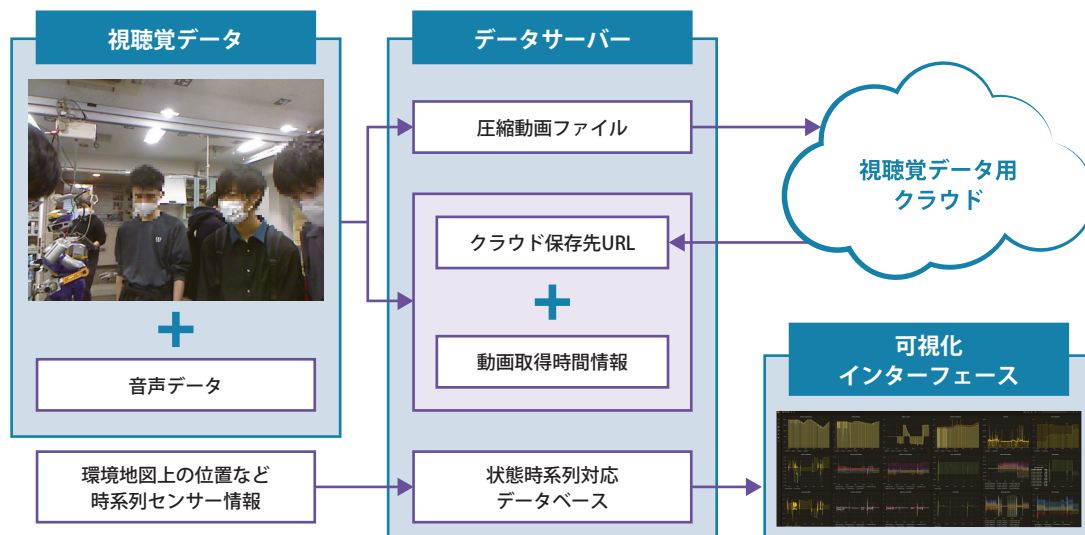 視聴覚データ
音声データ
環境地図上の位置など
時系列センサー情報
データサーバー
圧縮動画ファイル
クラウド保存先URL
動画取得時間情報
状態時系列対応
データベース
視聴覚データ用
クラウド
可視化
インターフェース